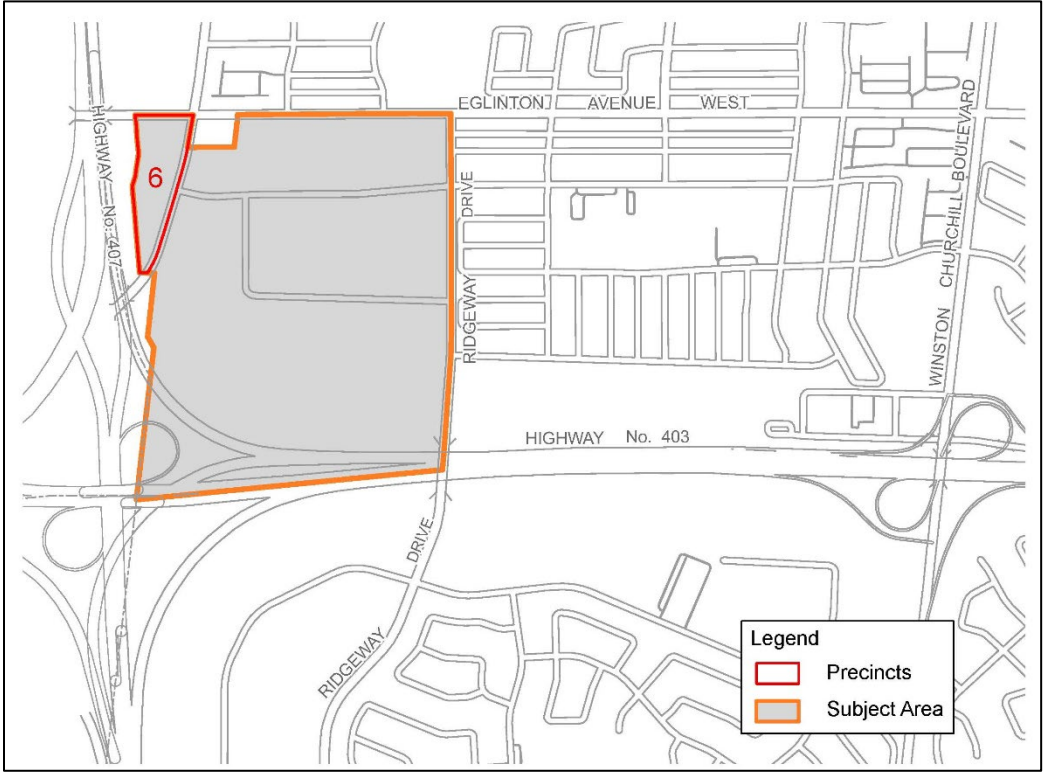 EGLINTON AVENUE WEST
HIGHWAY No. 407
6
RIDGEWAY DRIVE
WINSTON CHURCHILL BOULEVARD
HIGHWAY No. 403
RIDGEWAY DRIVE
Legend
Precincts
Subject Area